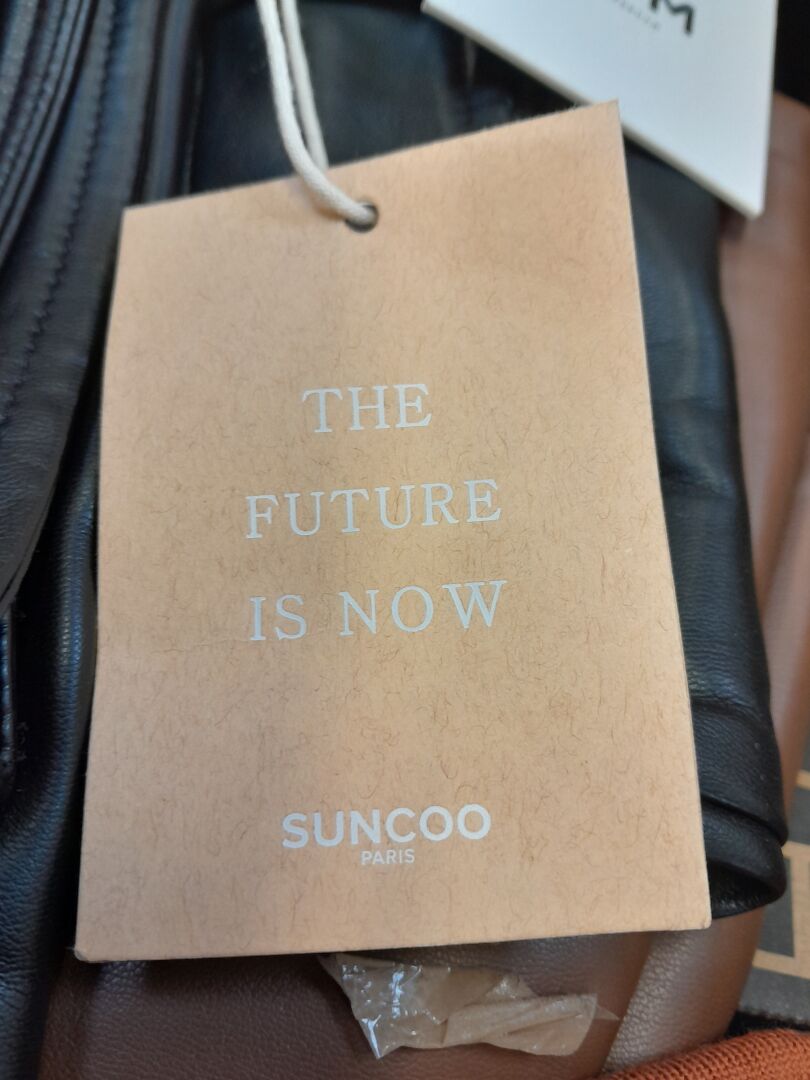 THE
FUTURE
IS NOW
SUNCOO
PARIS